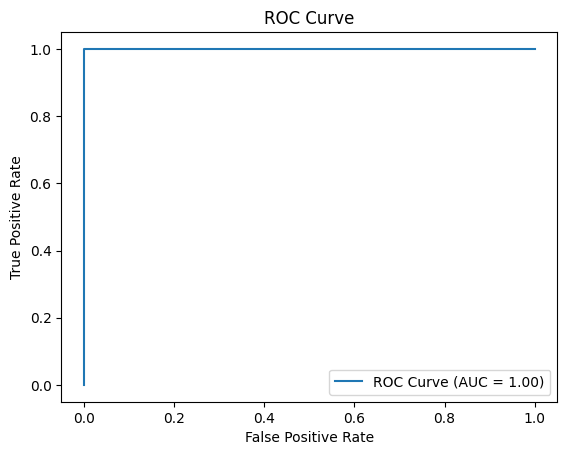 ROC Curve
True Positive Rate
1.0
0.8
0.6
0.4
0.2
0.0
ROC Curve (AUC = 1.00)
0.0 0.2 0.4 0.6 0.8 1.0
False Positive Rate